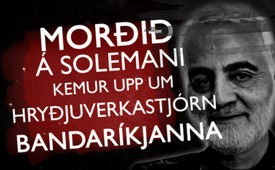 MORÐIÐ
Á SOLEMANI
KEMUR UPP UM
HRYÐJUVERKASTJÓRN
BANDARÍKJANNA